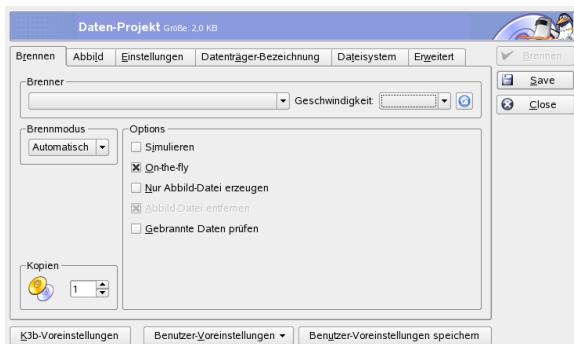 Daten-Projekt Größe: 2,0 KB
Brennen Abbild Einstellungen Datenträger-Bezeichnung Dateisystem Erweitert
Brennen
Save
Close
Brenner
Geschwindigkeit:
Brennmodus
Automatisch
Options
Simulieren
On-the-fly
Nur Abbild-Datei erzeugen
Abbild-Datei entfernen
Gebrannte Daten prüfen
Kopien
1
K3b-Voreinstellungen Benutzer-Voreinstellungen Benutzer-Voreinstellungen speichern